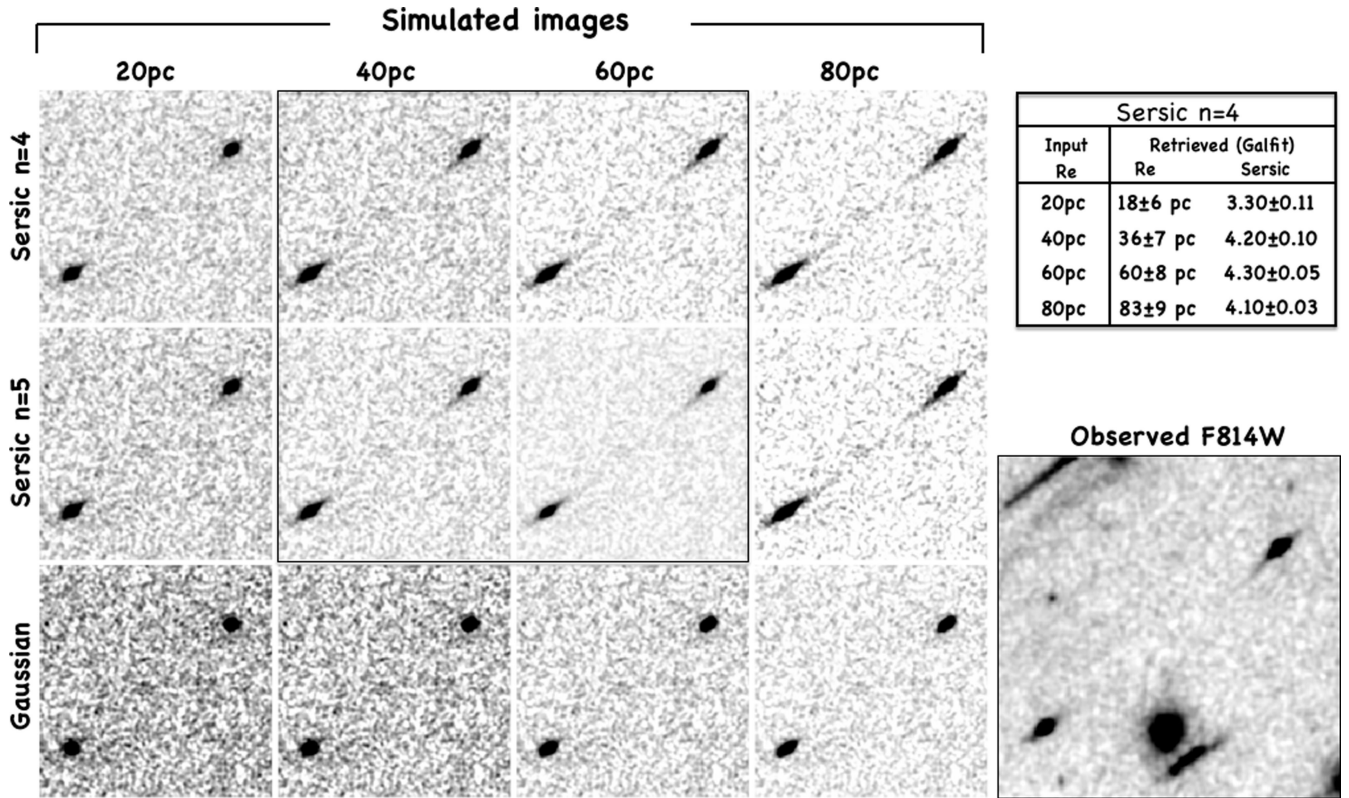 Simulated images
20pc 40pc 60pc 80pc
Sersic n=4
Sersic n=5
Gaussian
Sersic n=4
Input Retrieved (Galfit)
Re Re Sersic
20pc 18±6 pc 3.30±0.11
40pc 36±7 pc 4.20±0.10
60pc 60±8 pc 4.30±0.05
80pc 83±9 pc 4.10±0.03
Observed F814W